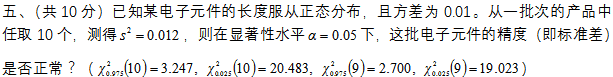 五、（共 10 分）已知某电子元件的长度服从正态分布，且方差为 0.01。从一批次的产品中
任取 10 个，测得 s² = 0.012 ，则在显著性水平 α = 0.05 下，这批电子元件的精度（即标准差）
是否正常？（ χ²₀.₉₇₅(10) = 3.247, χ²₀.₀₂₅(10) = 20.483, χ²₀.₉₇₅(9) = 2.700, χ²₀.₀₂₅(9) = 19.023 ）